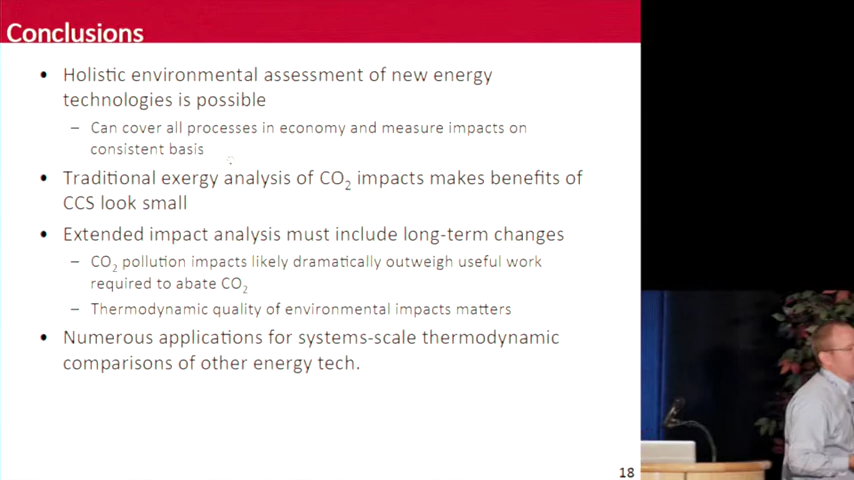 Conclusions
• Holistic environmental assessment of new energy
technologies is possible
– Can cover all processes in economy and measure impacts on
consistent basis
• Traditional exergy analysis of CO₂ impacts makes benefits of
CCS look small
• Extended impact analysis must include long-term changes
– CO₂ pollution impacts likely dramatically outweigh useful work
required to abate CO₂
– Thermodynamic quality of environmental impacts matters
• Numerous applications for systems-scale thermodynamic
comparisons of other energy tech.
18